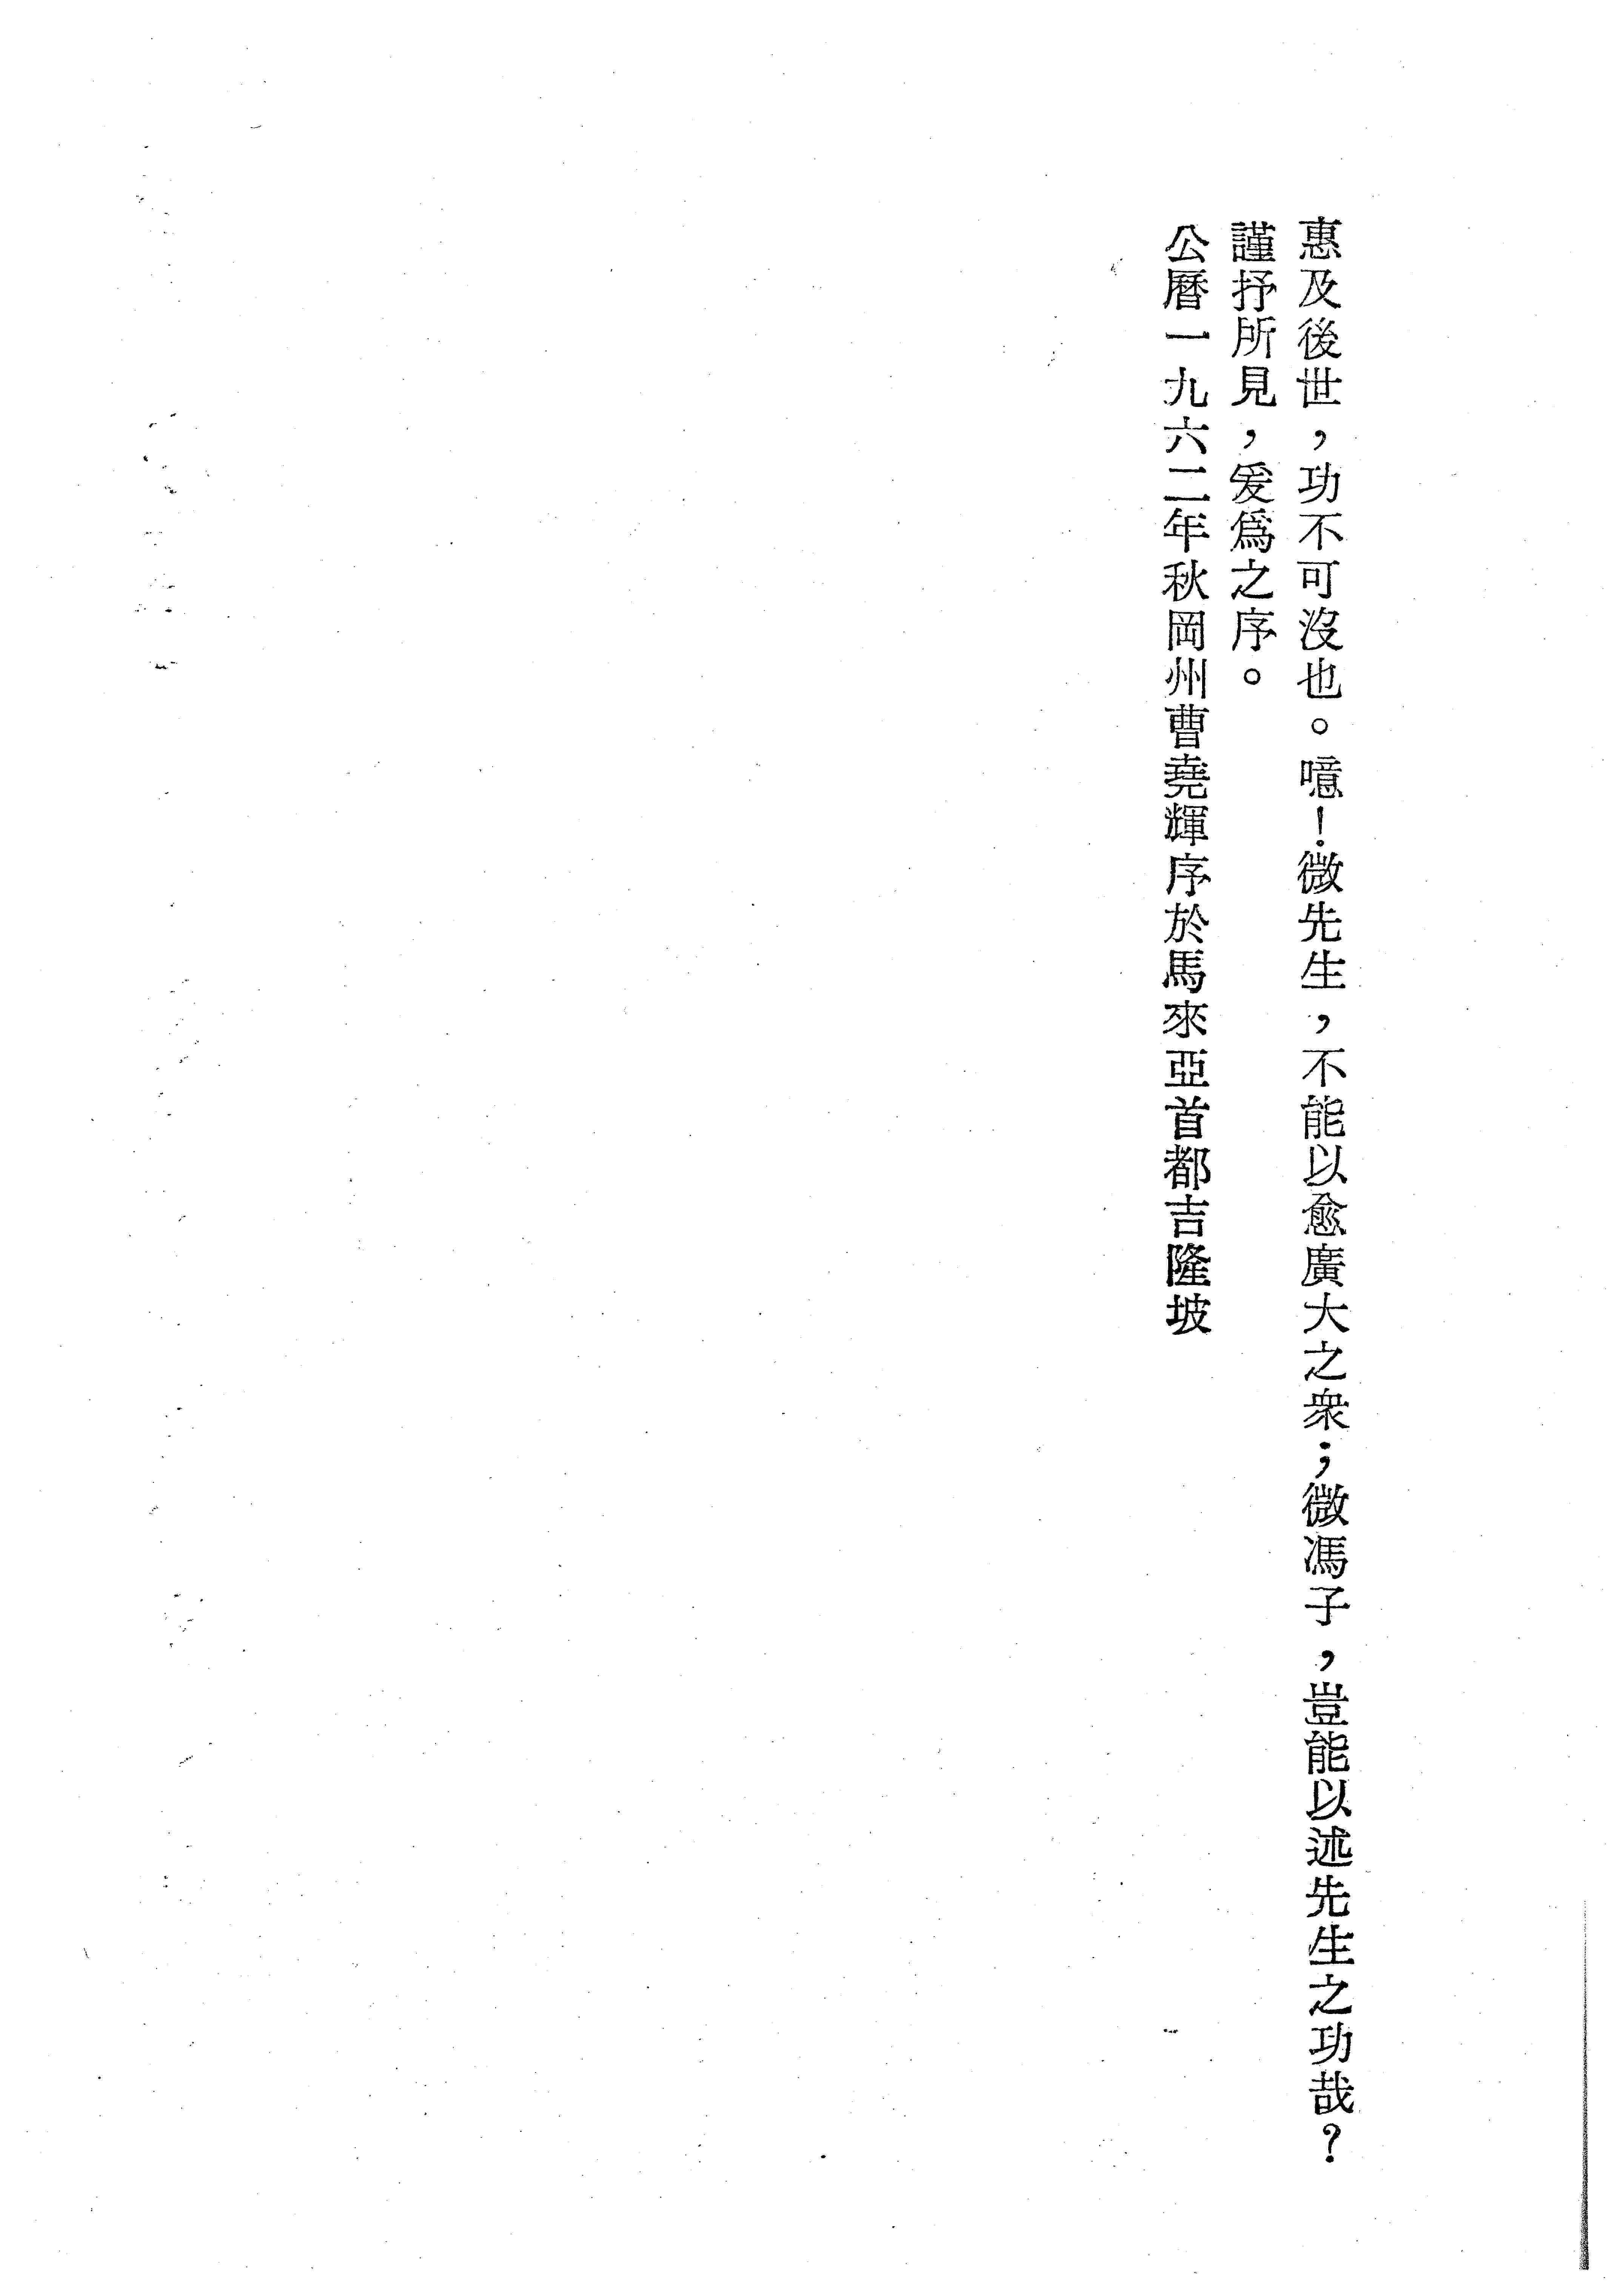 惠及後世，功不可沒也。噫！微先生，不能以愈廣大之衆；微馮子，豈能以述先生之功哉？
謹抒所見，爰爲之序。
公曆一九六二年秋岡州曹堯輝序於馬來亞首都吉隆坡